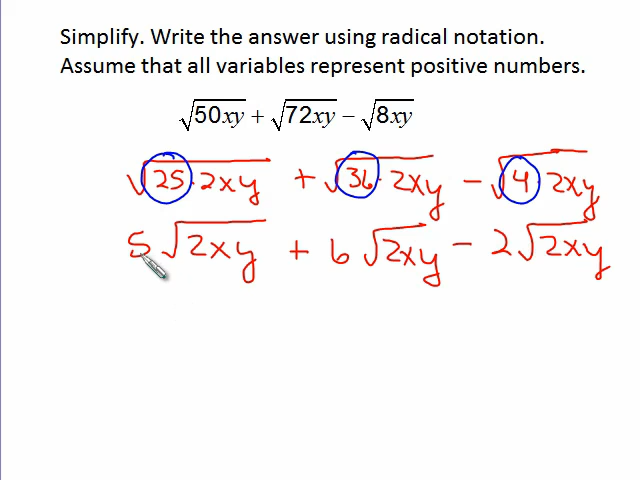 Simplify. Write the answer using radical notation.
Assume that all variables represent positive numbers.
√50xy + √72xy − √8xy
√25·2xy + √36·2xy − √4·2xy
5√2xy + 6√2xy − 2√2xy